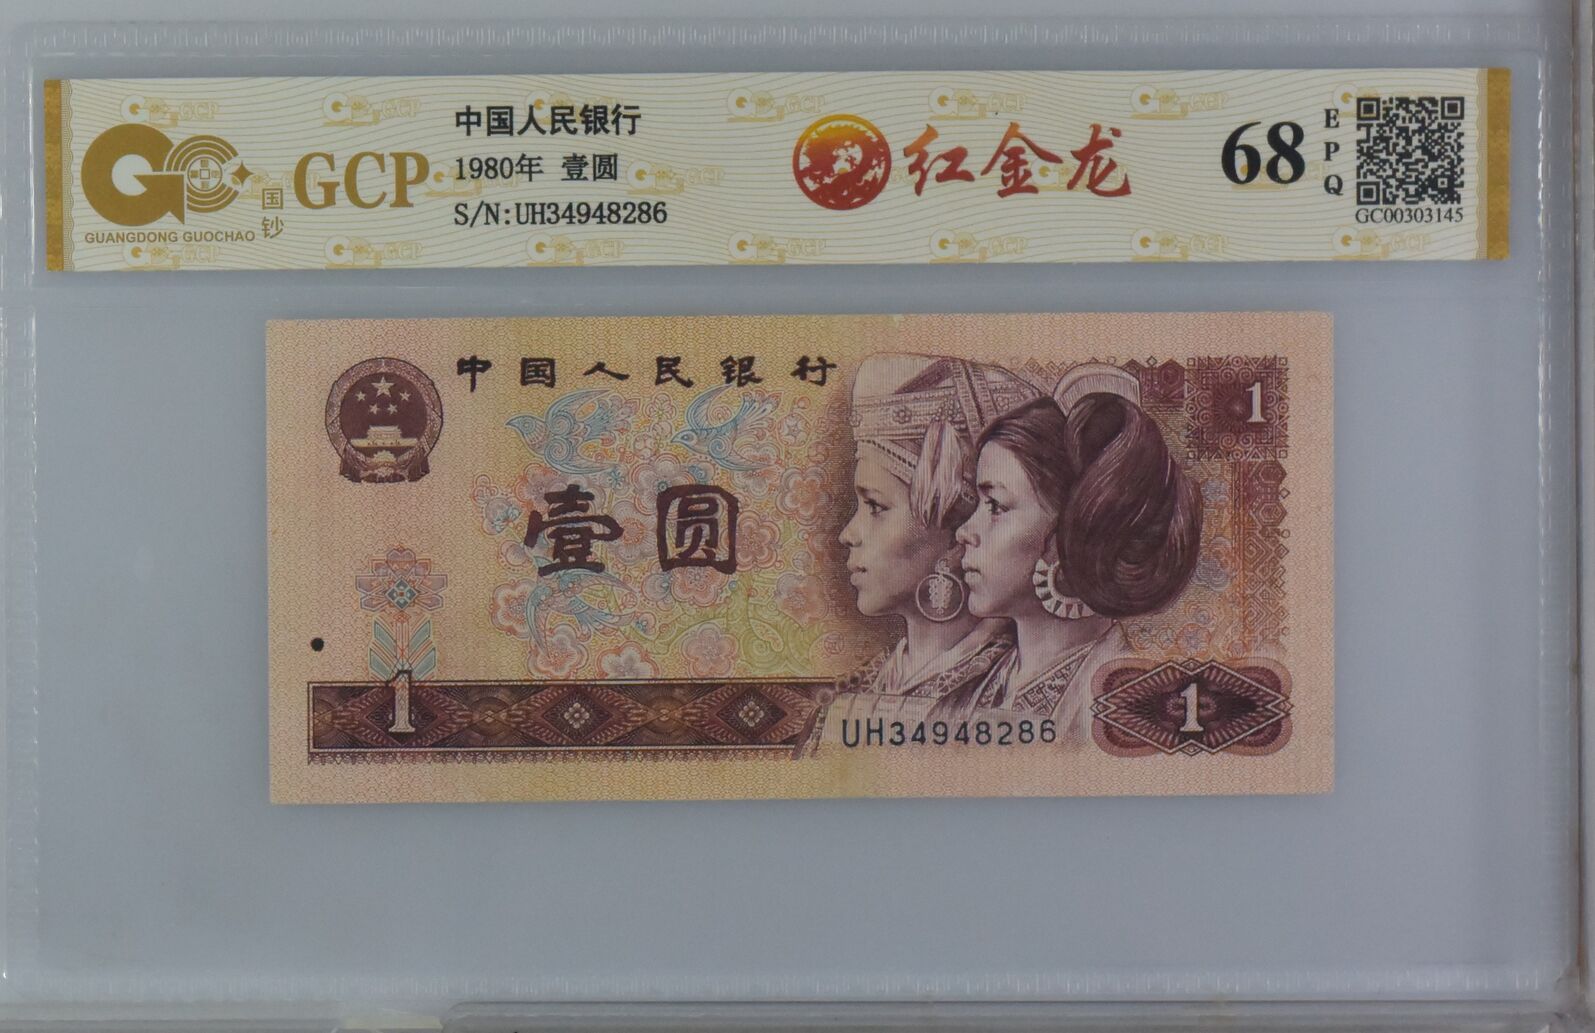 中国人民银行
1980年 壹圆
S/N:UH34948286
GCP
国钞
GUANGDONG GUOCHAO
红金龙
68
EPQ
GC00303145
中国人民银行
1
壹圆
1
UH34948286
1